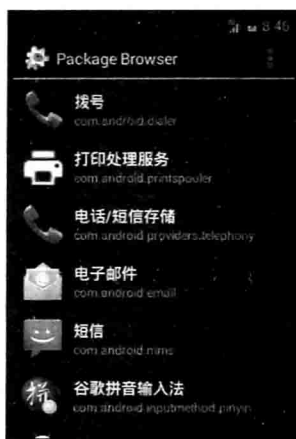 8:46
Package Browser
拨号
com.android.dialer
打印处理服务
com.android.printspooler
电话/短信存储
com.android.providers.telephony
电子邮件
com.android.email
短信
com.android.mms
拼
谷歌拼音输入法
com.android.inputmethod.pinyin